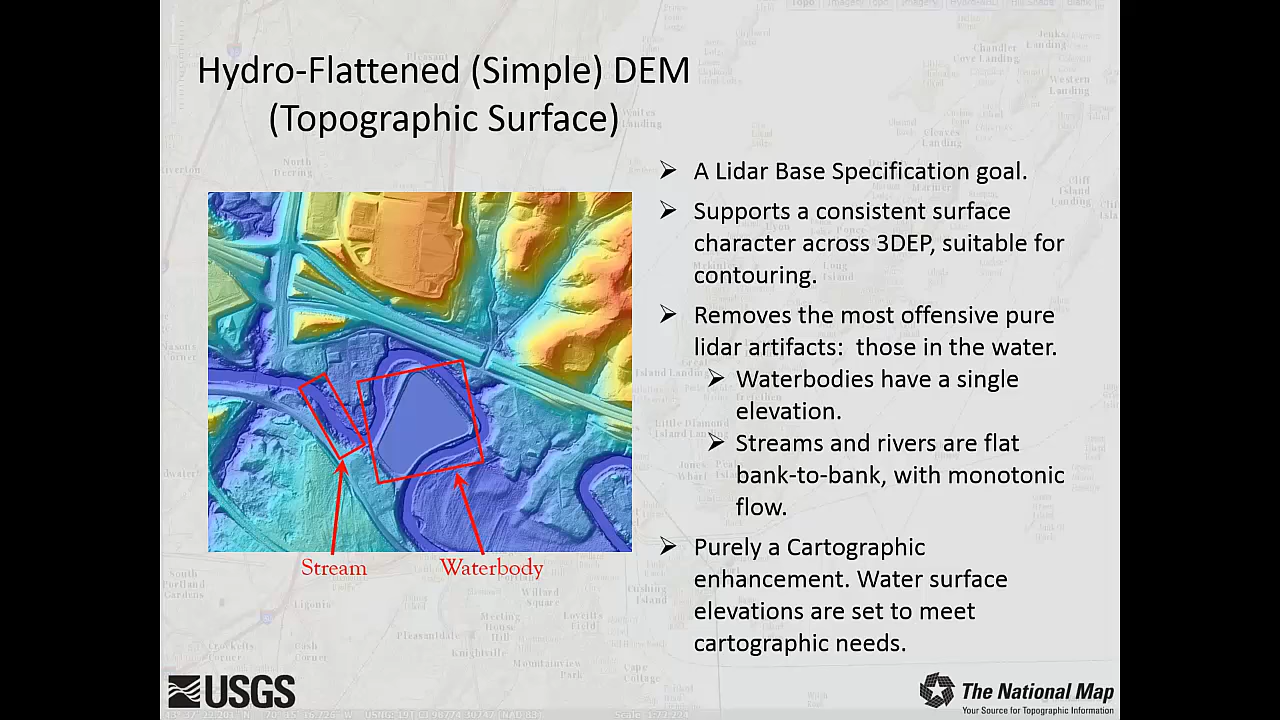 Hydro-Flattened (Simple) DEM
(Topographic Surface)
➢ A Lidar Base Specification goal.
➢ Supports a consistent surface
character across 3DEP, suitable for
contouring.
➢ Removes the most offensive pure
lidar artifacts: those in the water.
➢ Waterbodies have a single
elevation.
➢ Streams and rivers are flat
bank-to-bank, with monotonic
flow.
➢ Purely a Cartographic
enhancement. Water surface
elevations are set to meet
cartographic needs.
Stream
Waterbody
USGS
The National Map
Your Source for Topographic Information